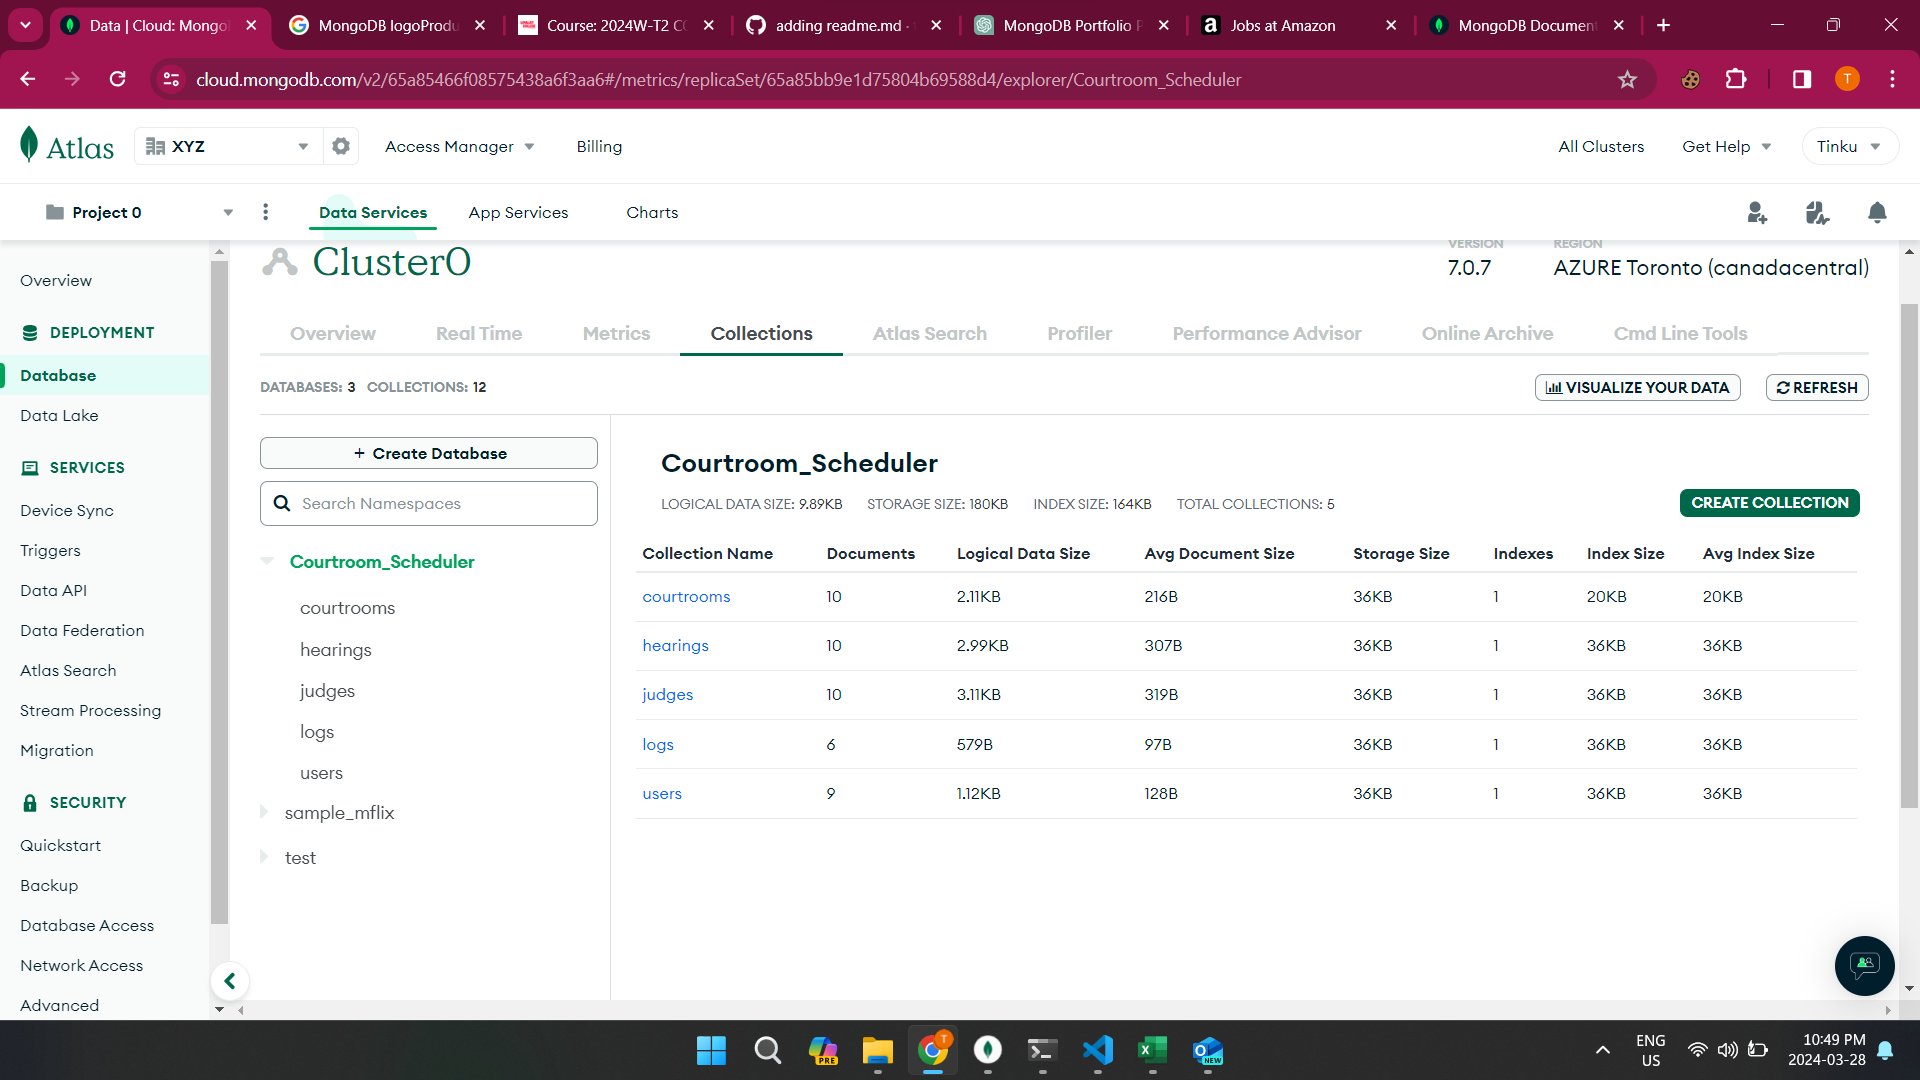 Data | Cloud: Mongo
MongoDB logoProdu
Course: 2024W-T2 CO
adding readme.md ·
MongoDB Portfolio P
Jobs at Amazon
MongoDB Documen
cloud.mongodb.com/v2/65a85466f08575438a6f3aa6#/metrics/replicaSet/65a85bb9e1d75804b69588d4/explorer/Courtroom_Scheduler
T
Atlas
XYZ
Access Manager
Billing
All Clusters
Get Help
Tinku
Project 0
Data Services
App Services
Charts
Overview
DEPLOYMENT
Database
Data Lake
SERVICES
Device Sync
Triggers
Data API
Data Federation
Atlas Search
Stream Processing
Migration
SECURITY
Quickstart
Backup
Database Access
Network Access
Advanced
Cluster0
VERSION
7.0.7
REGION
AZURE Toronto (canadacentral)
Overview
Real Time
Metrics
Collections
Atlas Search
Profiler
Performance Advisor
Online Archive
Cmd Line Tools
DATABASES: 3 COLLECTIONS: 12
VISUALIZE YOUR DATA
REFRESH
+ Create Database
Search Namespaces
Courtroom_Scheduler
courtrooms
hearings
judges
logs
users
sample_mflix
test
Courtroom_Scheduler
LOGICAL DATA SIZE: 9.89KB STORAGE SIZE: 180KB INDEX SIZE: 164KB TOTAL COLLECTIONS: 5
CREATE COLLECTION
Collection Name Documents Logical Data Size Avg Document Size Storage Size Indexes Index Size Avg Index Size
courtrooms 10 2.11KB 216B 36KB 1 20KB 20KB
hearings 10 2.99KB 307B 36KB 1 36KB 36KB
judges 10 3.11KB 319B 36KB 1 36KB 36KB
logs 6 579B 97B 36KB 1 36KB 36KB
users 9 1.12KB 128B 36KB 1 36KB 36KB
PRE
T
NEW
ENG
US
10:49 PM
2024-03-28